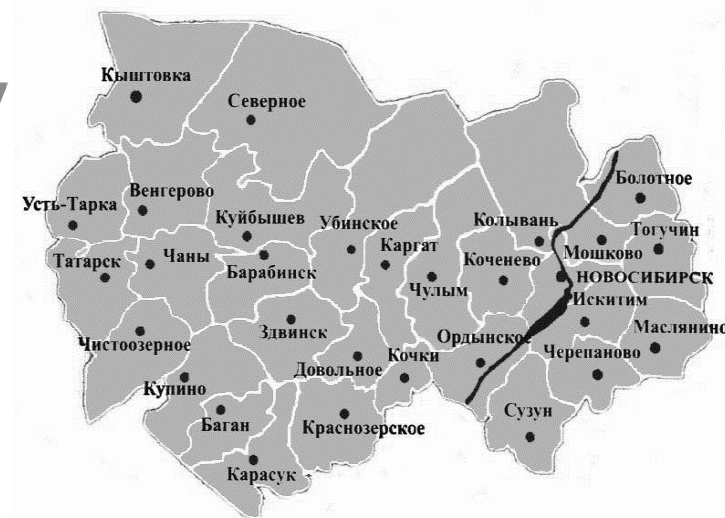 Кыштовка
Северное
Болотное
Венгерово
Усть-Тарка
Куйбышев
Убинское
Колывань
Тогучин
Каргат
Мошково
Чаны
Татарск
Барабинск
Коченево
НОВОСИБИРСК
Чулым
Искитим
Здвинск
Маслянино
Чистоозерное
Ордынское
Черепаново
Кочки
Довольное
Купино
Сузун
Баган
Краснозерское
Карасук